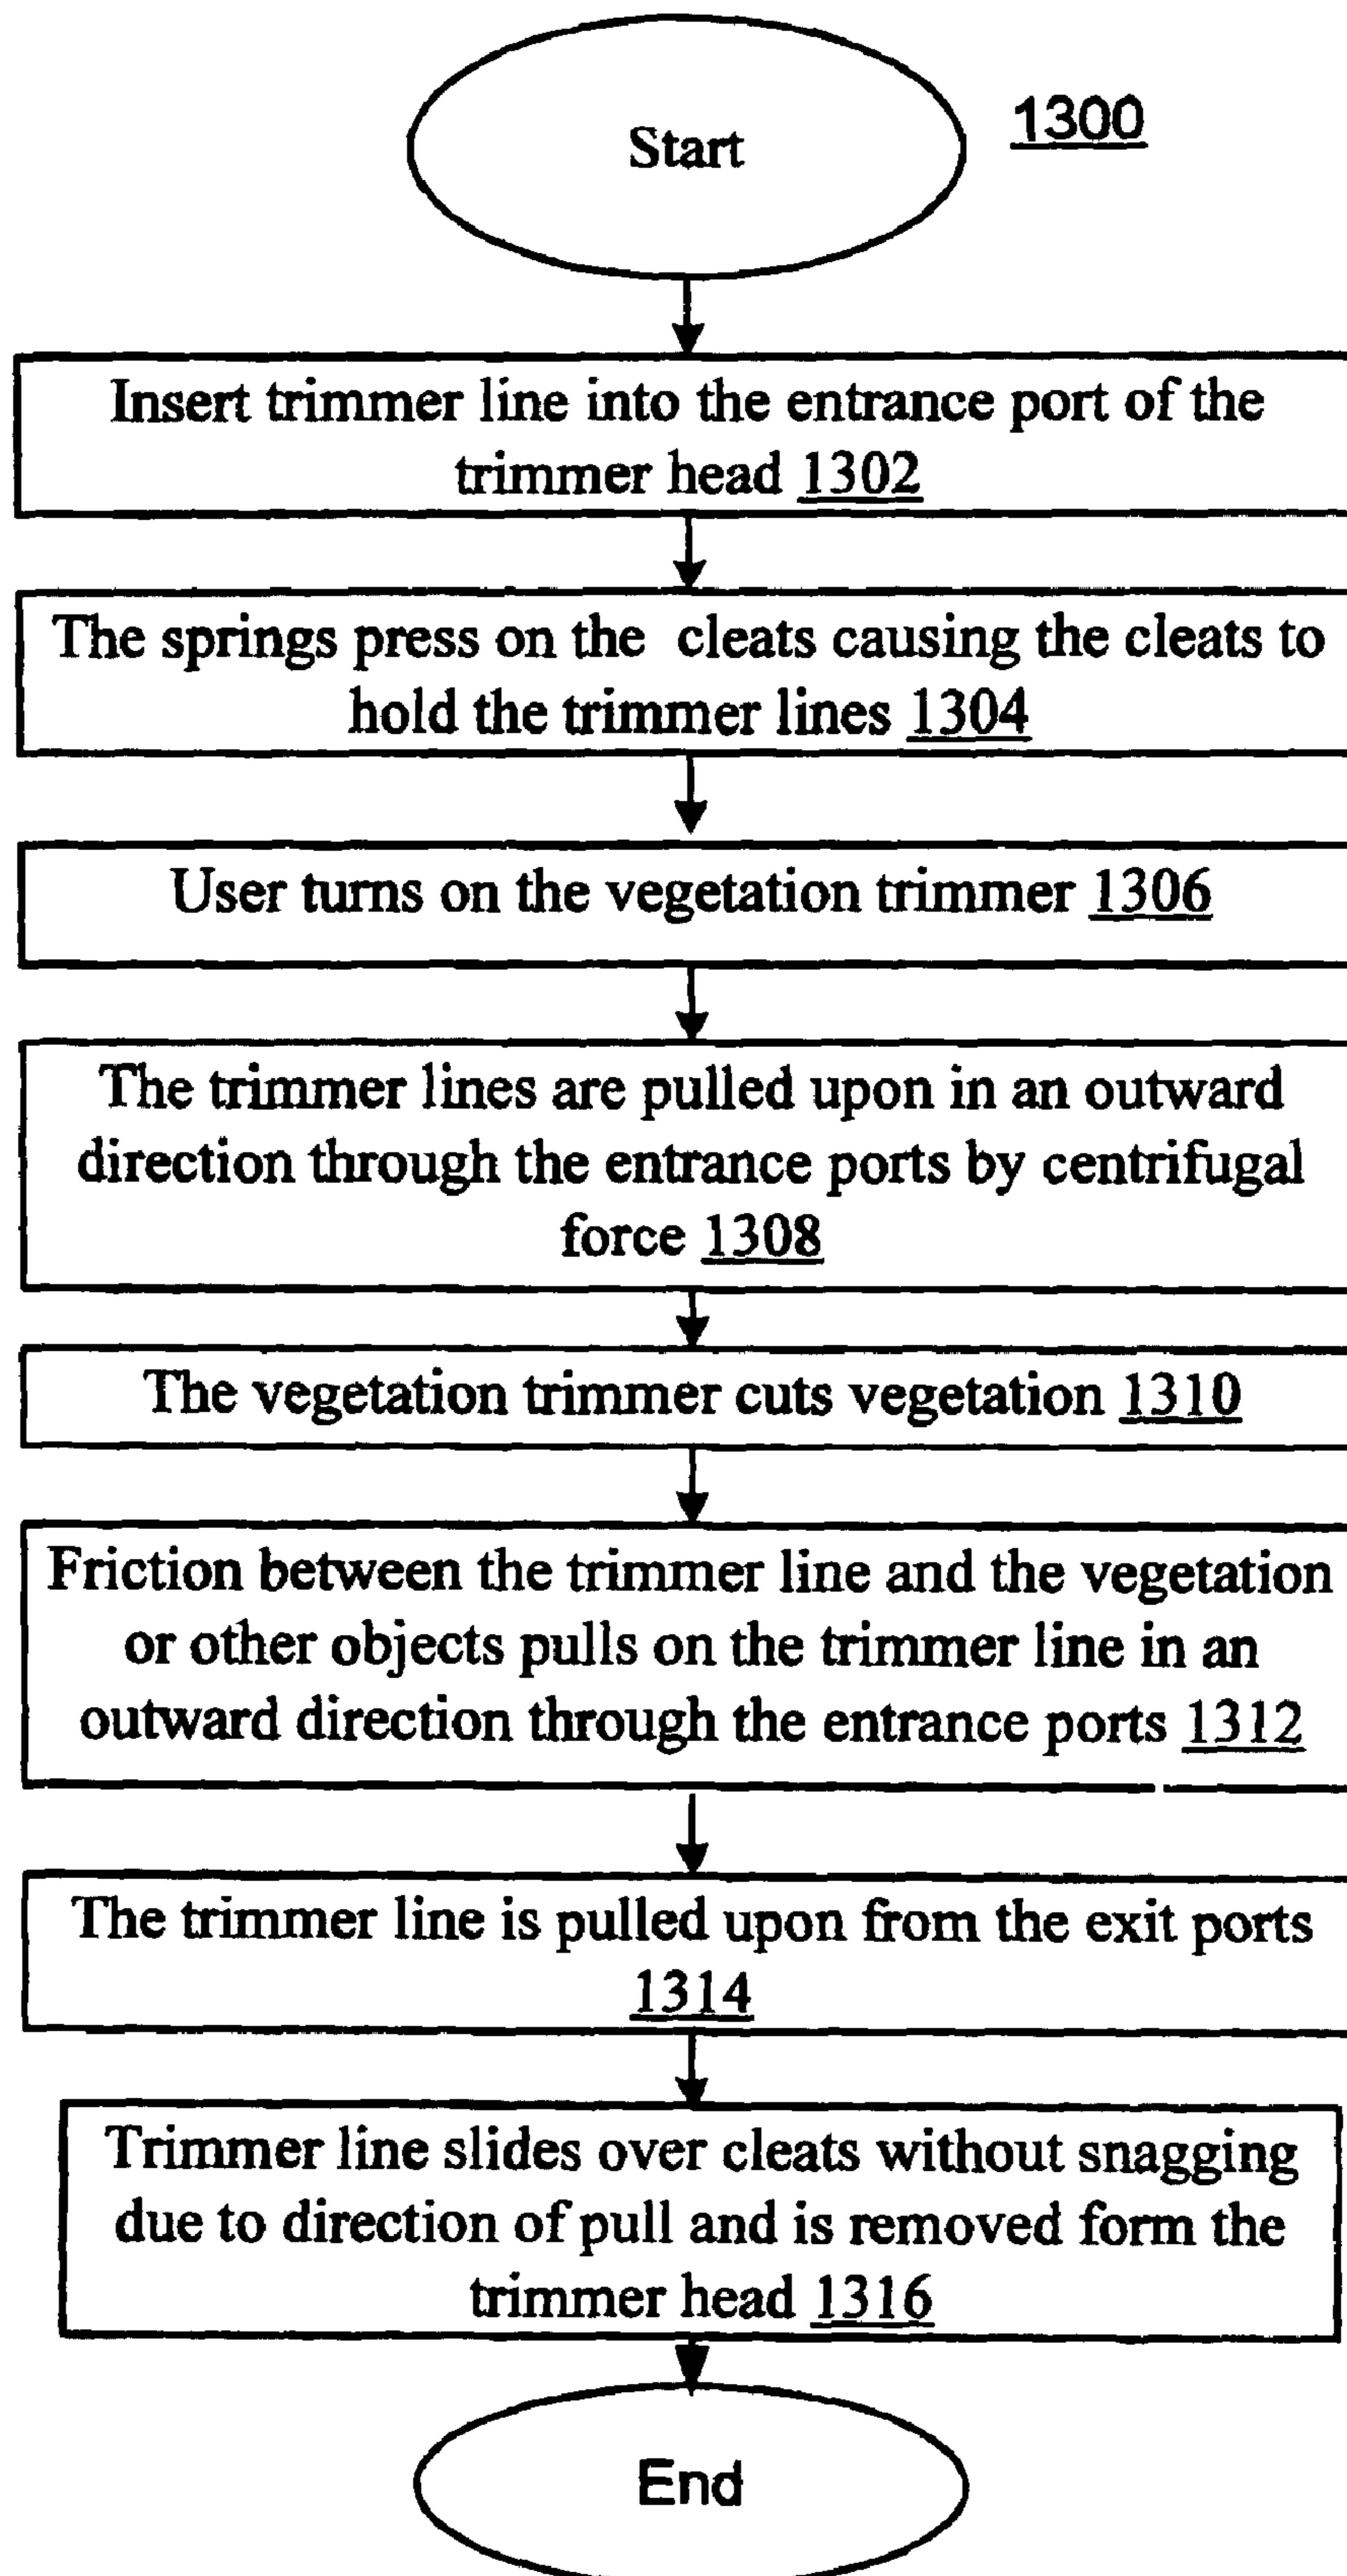 Start
1300
Insert trimmer line into the entrance port of the
trimmer head 1302
The springs press on the cleats causing the cleats to
hold the trimmer lines 1304
User turns on the vegetation trimmer 1306
The trimmer lines are pulled upon in an outward
direction through the entrance ports by centrifugal
force 1308
The vegetation trimmer cuts vegetation 1310
Friction between the trimmer line and the vegetation
or other objects pulls on the trimmer line in an
outward direction through the entrance ports 1312
The trimmer line is pulled upon from the exit ports
1314
Trimmer line slides over cleats without snagging
due to direction of pull and is removed form the
trimmer head 1316
End